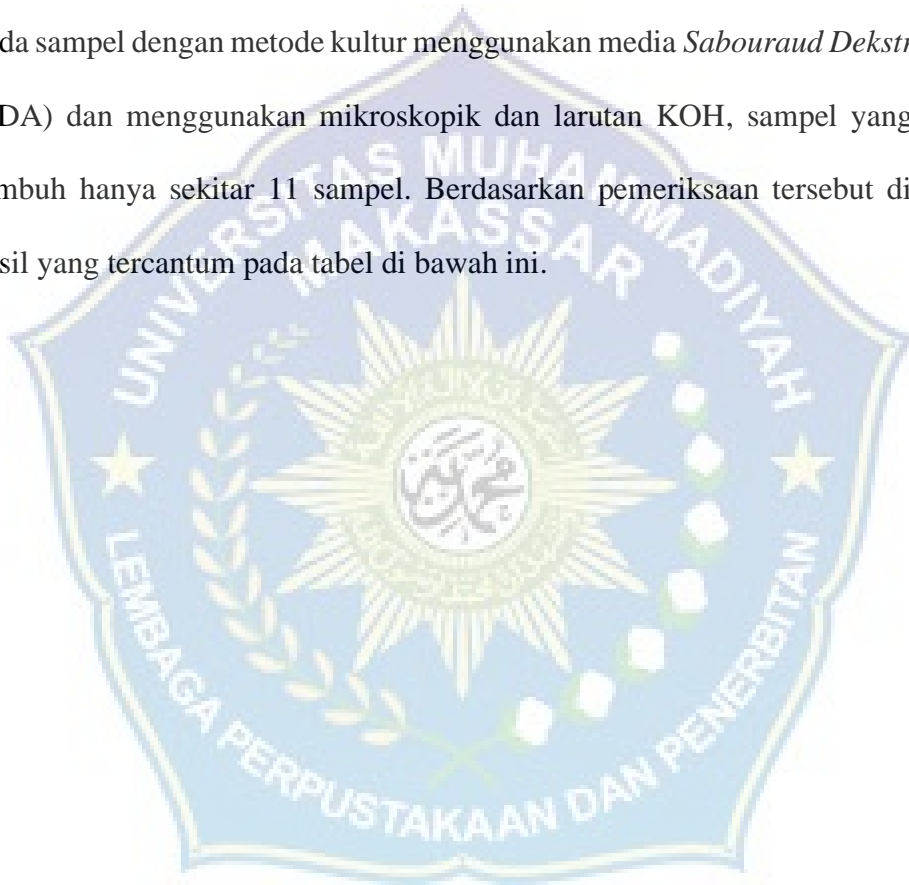 da sampel dengan metode kultur menggunakan media Sabouraud Dekstr
DA) dan menggunakan mikroskopik dan larutan KOH, sampel yang
mbuh hanya sekitar 11 sampel. Berdasarkan pemeriksaan tersebut di
sil yang tercantum pada tabel di bawah ini.
UNIVERSITAS MUHAMMADIYAH
MAKASSAR
محمدية
LEMBAGA PERPUSTAKAAN DAN PENERBITAN